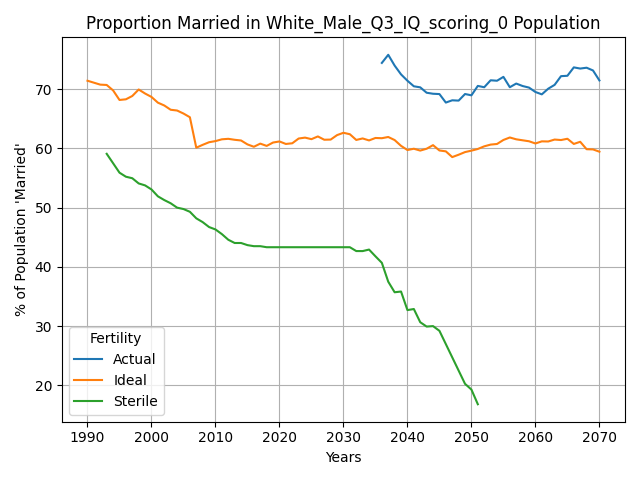 Proportion Married in White_Male_Q3_IQ_scoring_0 Population
% of Population 'Married'
70
60
50
40
30
20
Fertility
Actual
Ideal
Sterile
1990 2000 2010 2020 2030 2040 2050 2060 2070
Years